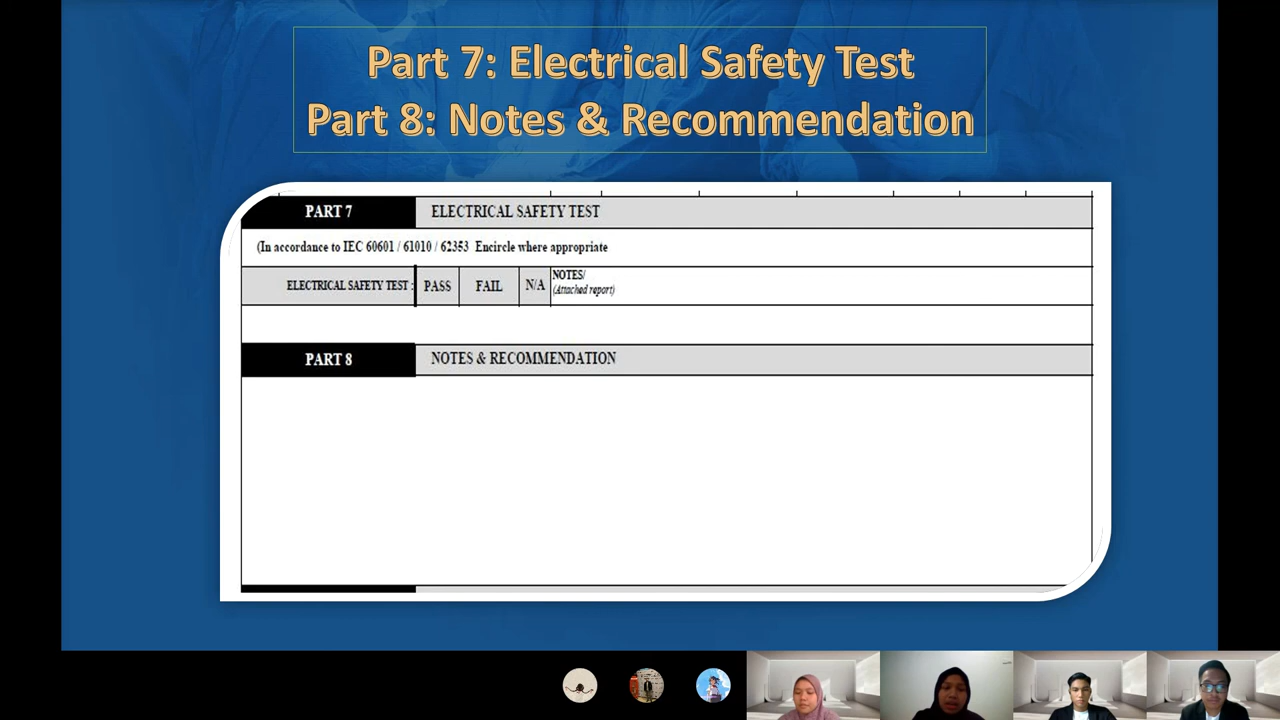 Part 7: Electrical Safety Test
Part 8: Notes & Recommendation
PART 7 ELECTRICAL SAFETY TEST
(In accordance to IEC 60601 / 61010 / 62353 Encircle where appropriate
ELECTRICAL SAFETY TEST : PASS FAIL N/A NOTES/
(Attached report)
PART 8 NOTES & RECOMMENDATION